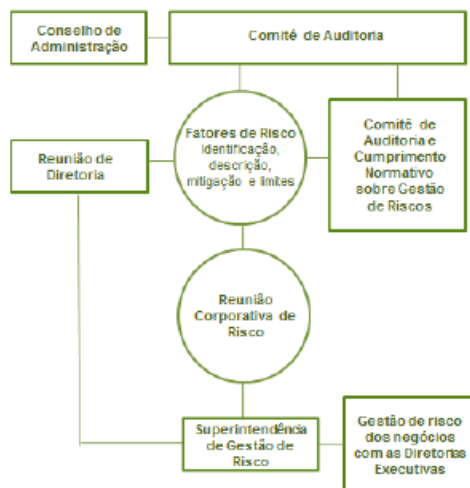 Conselho de
Administração
Comitê de Auditoria
Fatores de Risco
Identificação,
descrição,
mitigação e limites
Reunião de
Diretoria
Comitê de
Auditoria e
Cumprimento
Normativo
sobre Gestão
de Riscos
Reunião
Corporativa de
Risco
Superintendência
de Gestão de
Risco
Gestão de risco
dos negócios
com as Diretorias
Executivas